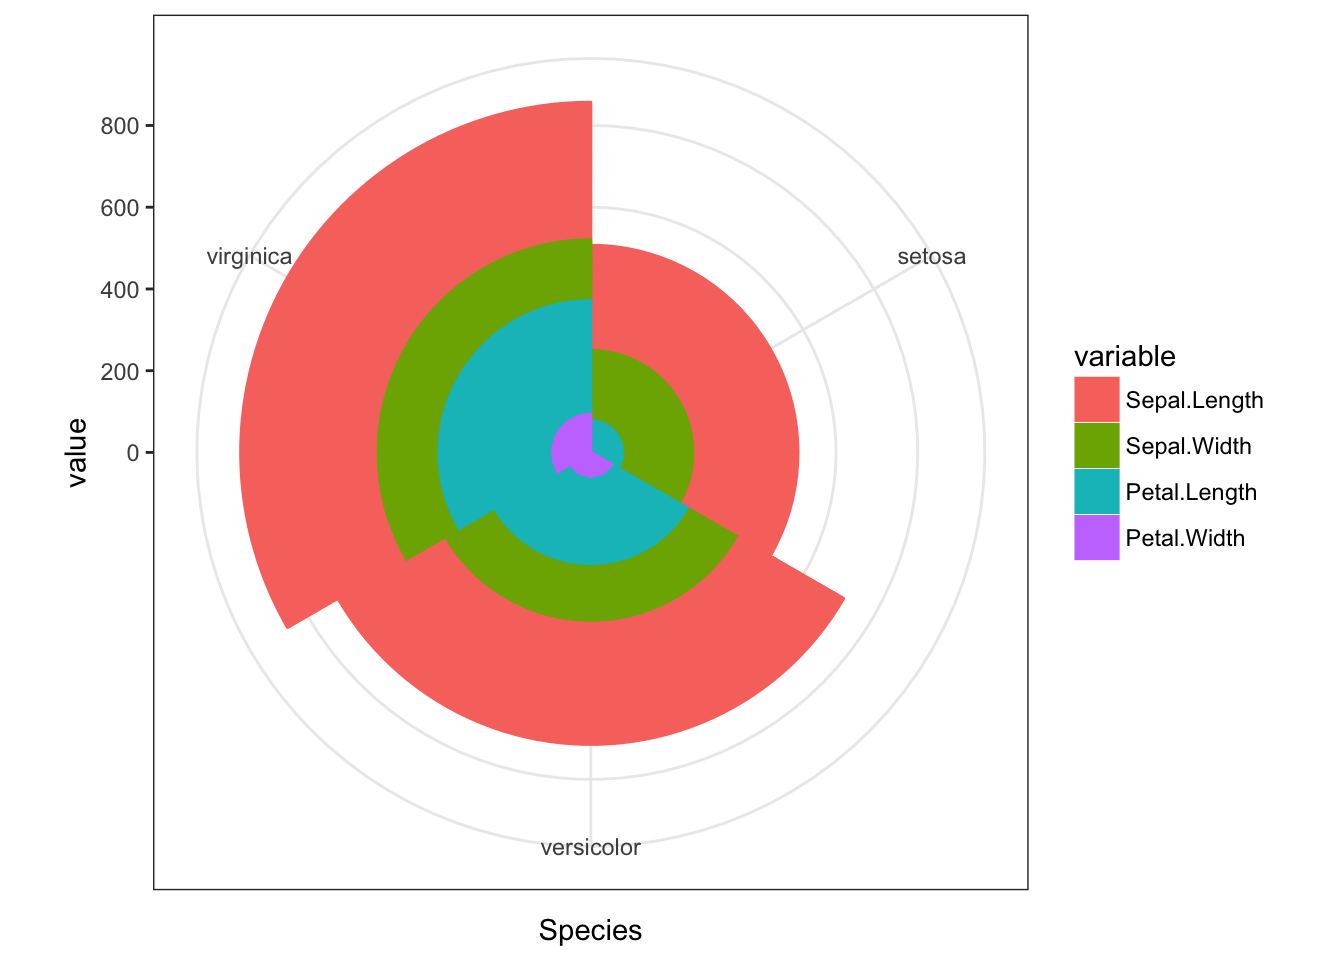 800
600
400
200
0
value
virginica
setosa
versicolor
Species
variable
Sepal.Length
Sepal.Width
Petal.Length
Petal.Width